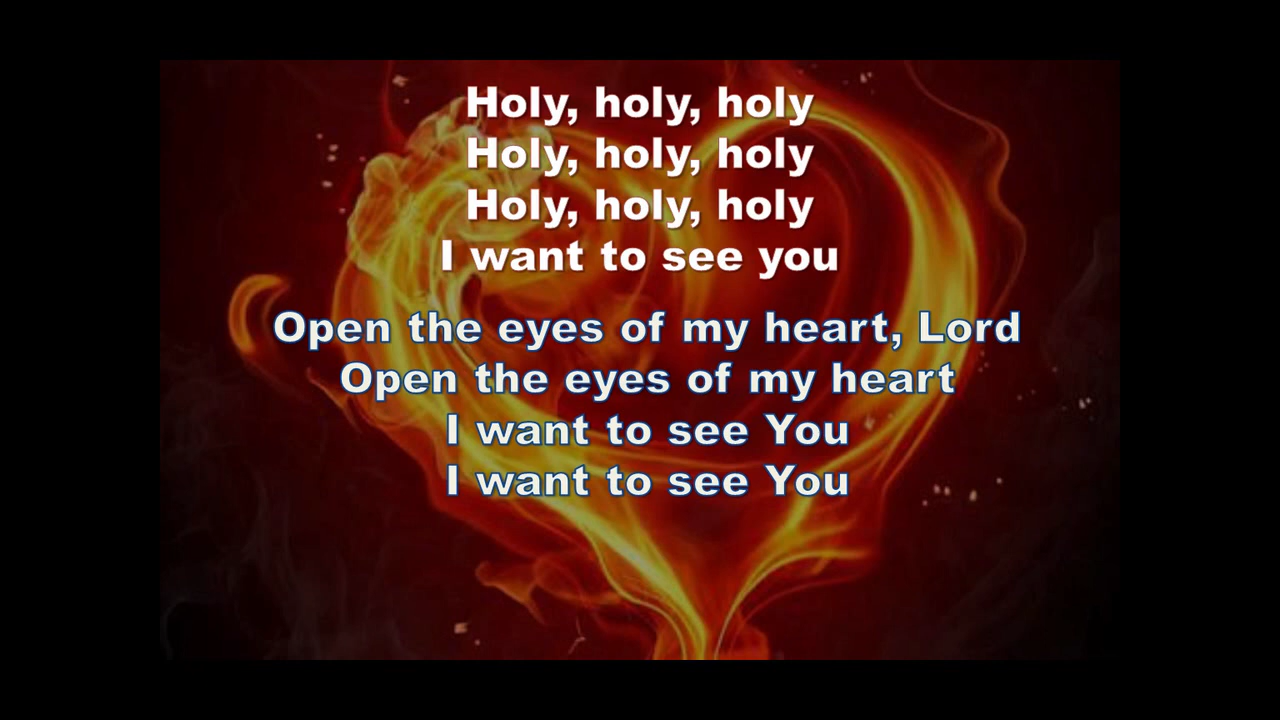 Holy, holy, holy
Holy, holy, holy
Holy, holy, holy
I want to see you
Open the eyes of my heart, Lord
Open the eyes of my heart
I want to see You
I want to see You